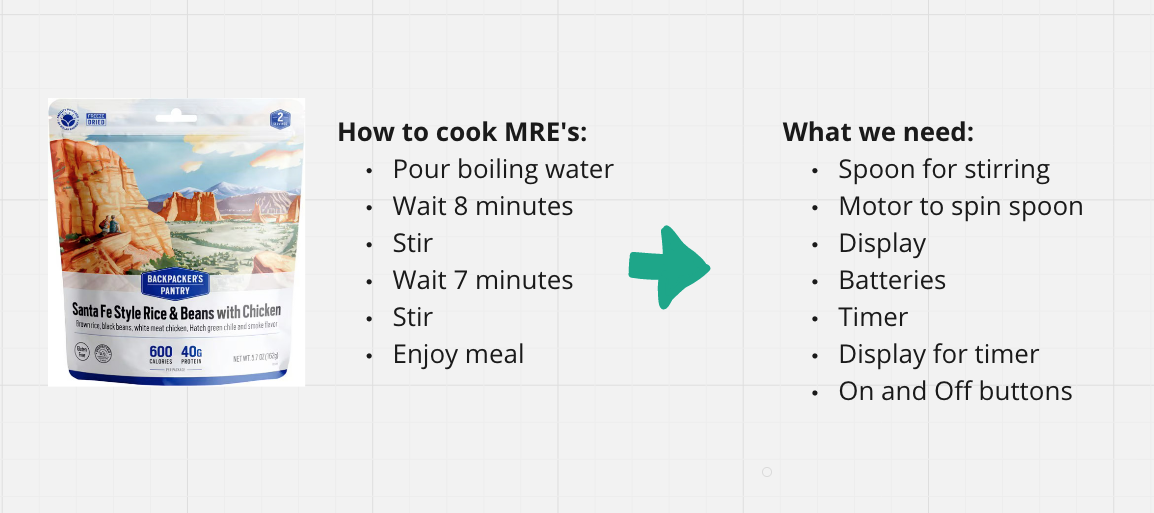 FREEZE
DRIED
2
BACKPACKER'S
PANTRY
Santa Fe Style Rice & Beans with Chicken
Brown rice, black beans, white meat chicken, Hatch green chile and smoke flavor
600 40G
CALORIES PROTEIN
NET WT 5.7 OZ (162g)
How to cook MRE's:
• Pour boiling water
• Wait 8 minutes
• Stir
• Wait 7 minutes
• Stir
• Enjoy meal
What we need:
• Spoon for stirring
• Motor to spin spoon
• Display
• Batteries
• Timer
• Display for timer
• On and Off buttons